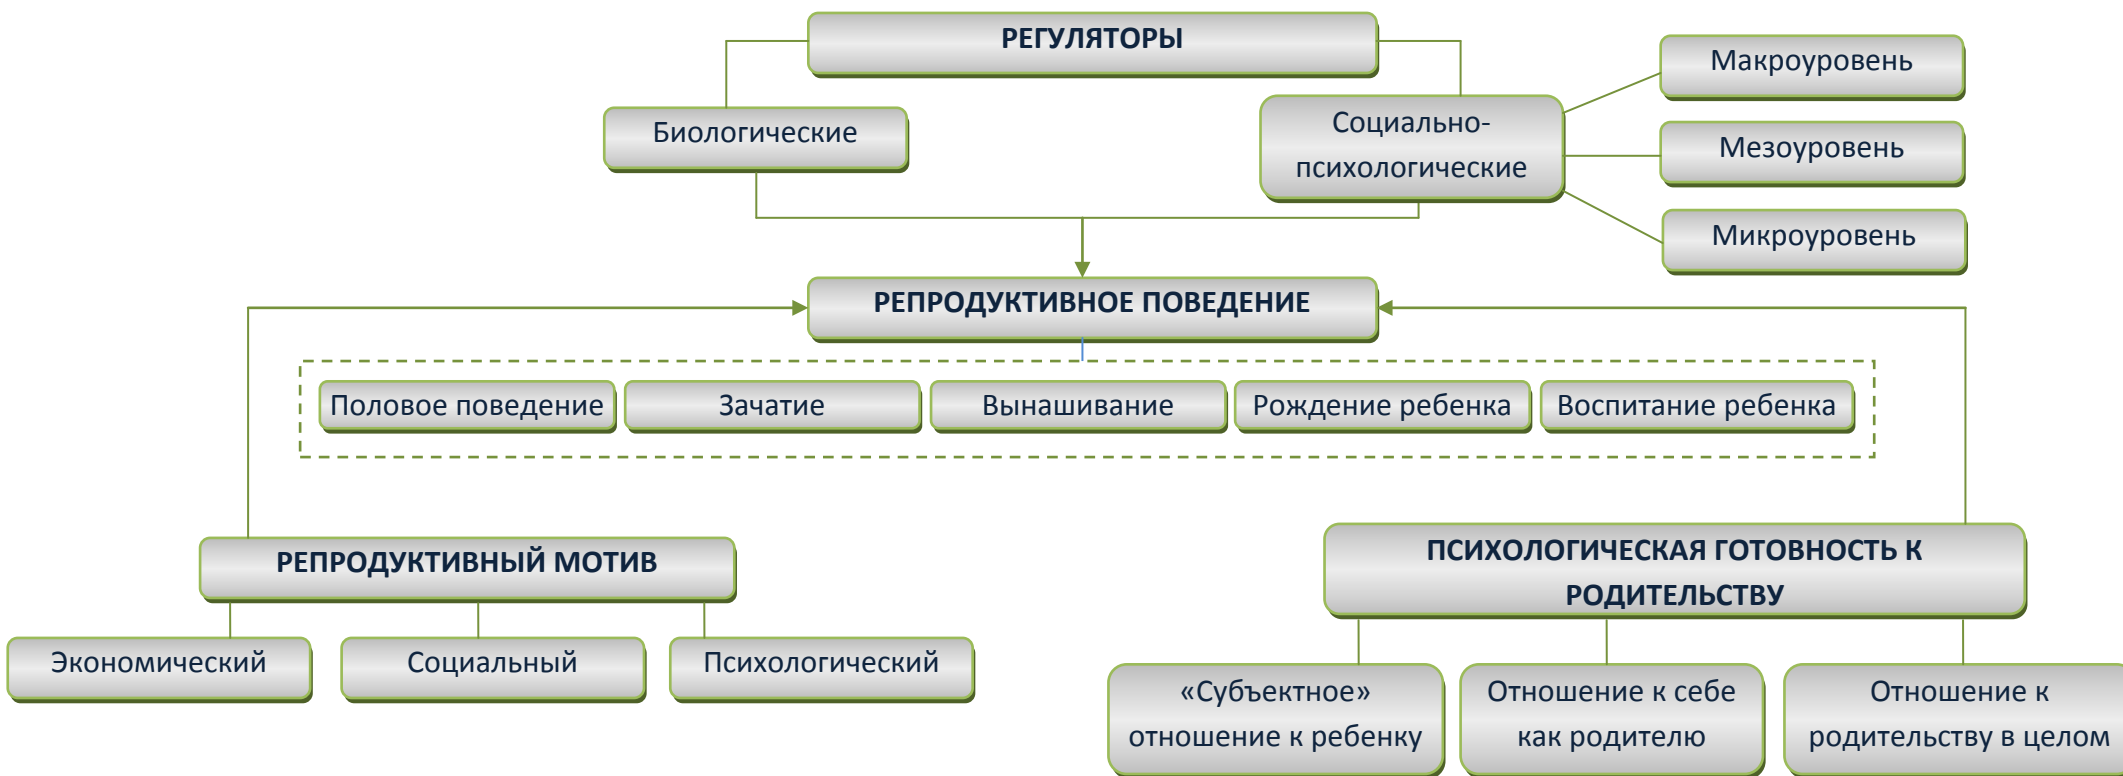 РЕГУЛЯТОРЫ
Биологические
Социально-
психологические
Макроуровень
Мезоуровень
Микроуровень
РЕПРОДУКТИВНОЕ ПОВЕДЕНИЕ
Половое поведение
Зачатие
Вынашивание
Рождение ребенка
Воспитание ребенка
РЕПРОДУКТИВНЫЙ МОТИВ
Экономический
Социальный
Психологический
ПСИХОЛОГИЧЕСКАЯ ГОТОВНОСТЬ К
РОДИТЕЛЬСТВУ
«Субъектное»
отношение к ребенку
Отношение к себе
как родителю
Отношение к
родительству в целом